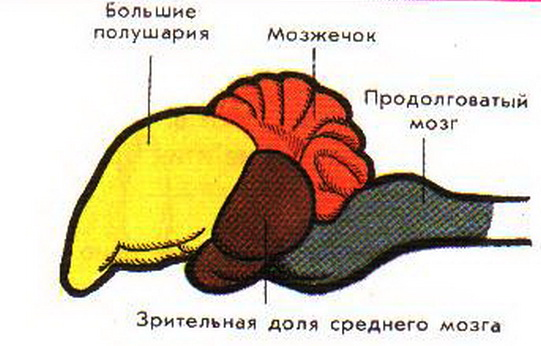 Большие
полушария
Мозжечок
Продолговатый
мозг
Зрительная доля среднего мозга